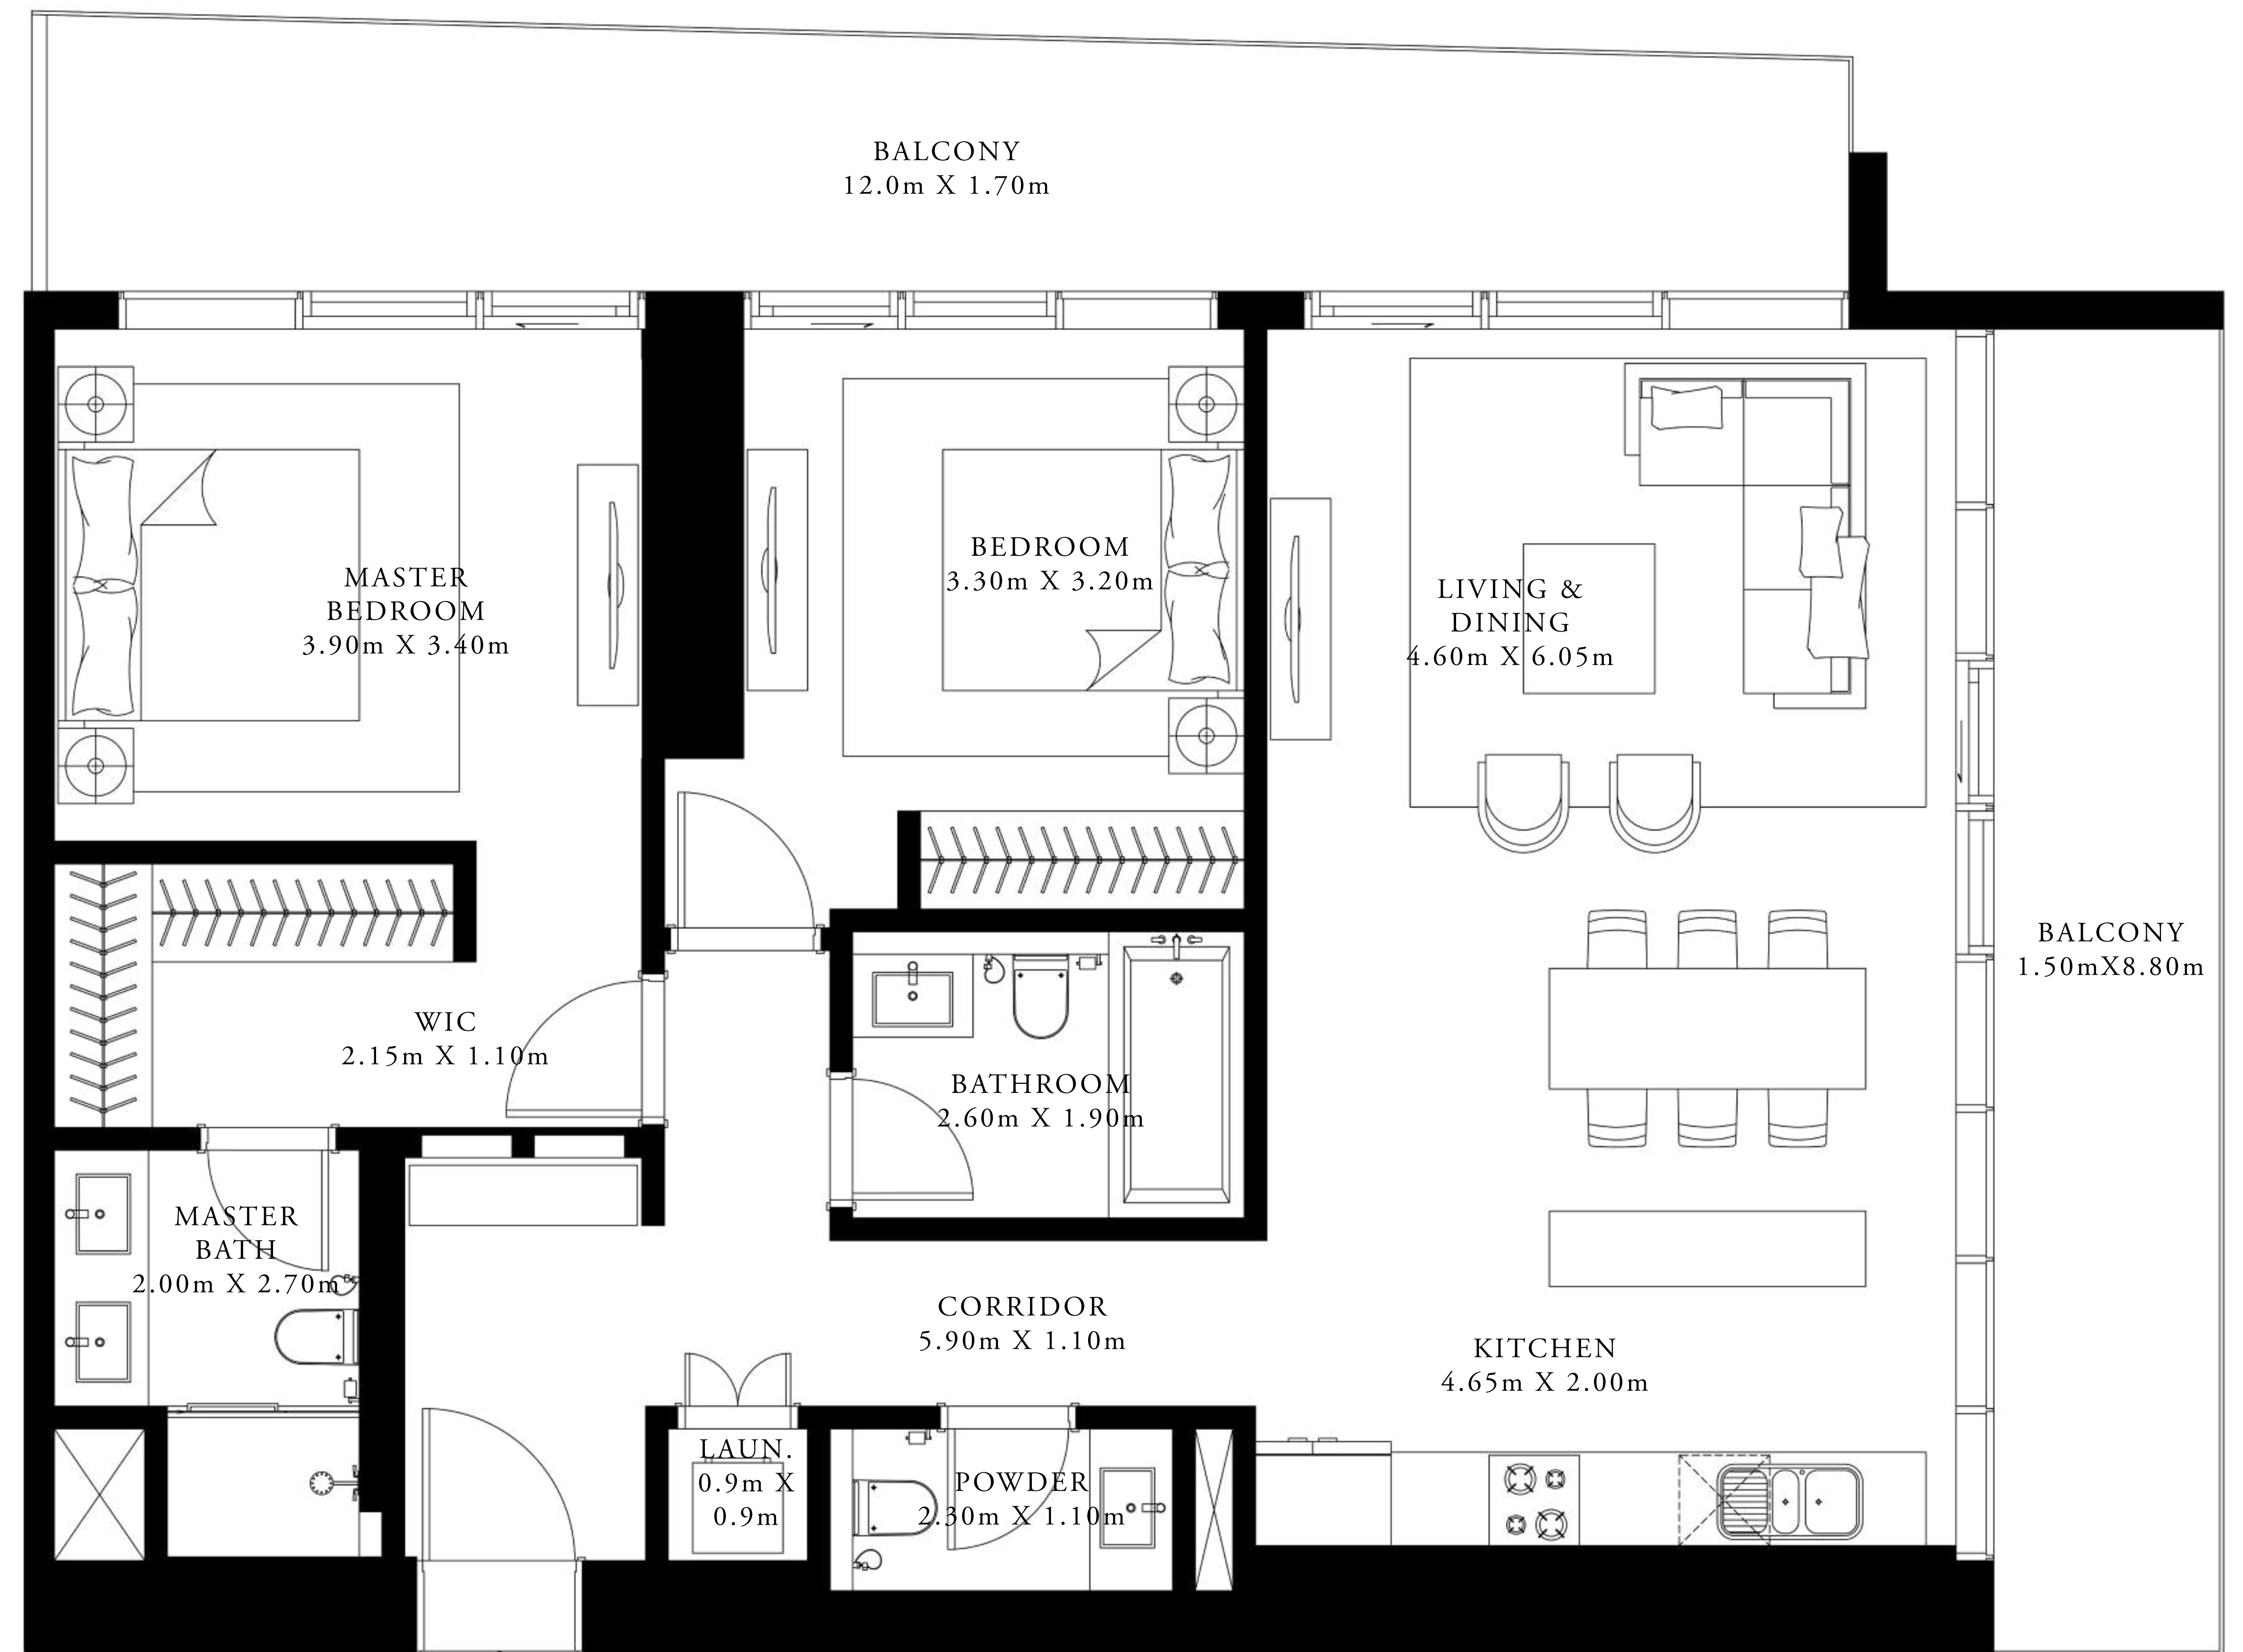 BALCONY
12.0m X 1.70m
MASTER
BEDROOM
3.90m X 3.40m
BEDROOM
3.30m X 3.20m
LIVING &
DINING
4.60m X 6.05m
BALCONY
1.50mX8.80m
WIC
2.15m X 1.10m
BATHROOM
2.60m X 1.90m
MASTER
BATH
2.00m X 2.70m
CORRIDOR
5.90m X 1.10m
KITCHEN
4.65m X 2.00m
LAUN.
0.9m X
0.9m
POWDER
2.30m X 1.10m